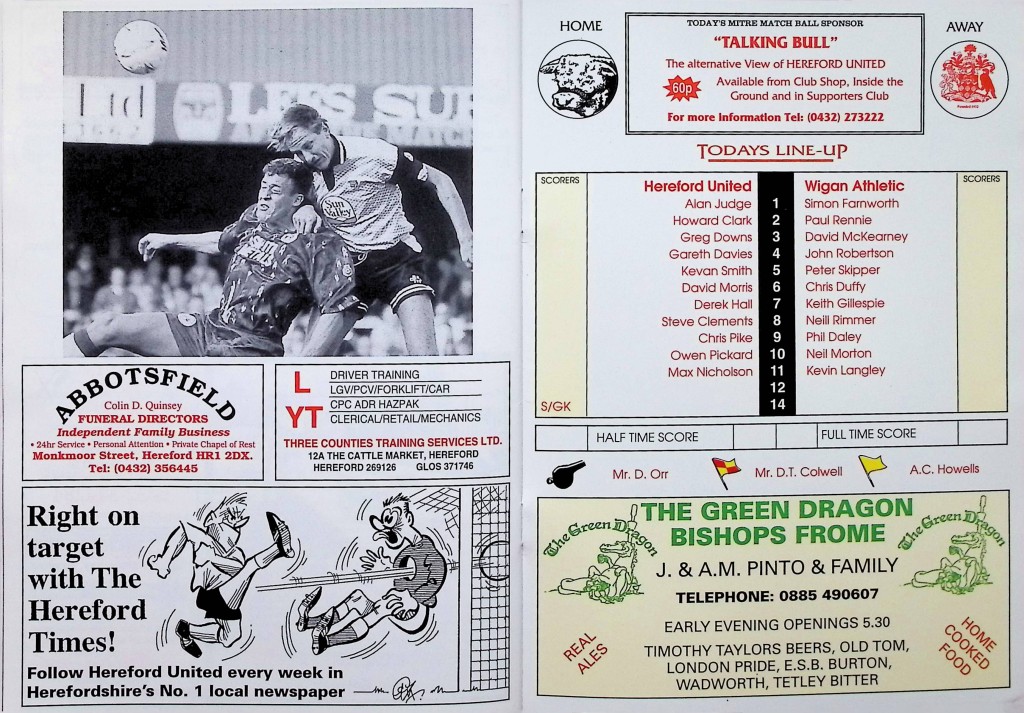 Ltd
LES SUP
Sun
Valley
ABBOTSFIELD
Colin D. Quinsey
FUNERAL DIRECTORS
Independent Family Business
• 24hr Service • Personal Attention • Private Chapel of Rest
Monkmoor Street, Hereford HR1 2DX.
Tel: (0432) 356445
L
YT
DRIVER TRAINING
LGV/PCV/FORKLIFT/CAR
CPC ADR HAZPAK
CLERICAL/RETAIL/MECHANICS
THREE COUNTIES TRAINING SERVICES LTD.
12A THE CATTLE MARKET, HEREFORD
HEREFORD 269126 GLOS 371746
Right on
target
with The
Hereford
Times!
Follow Hereford United every week in
Herefordshire's No. 1 local newspaper
HOME
TODAY'S MITRE MATCH BALL SPONSOR
"TALKING BULL"
The alternative View of HEREFORD UNITED
60p
Available from Club Shop, Inside the
Ground and in Supporters Club
For more Information Tel: (0432) 273222
AWAY
TODAYS LINE-UP
SCORERS
Hereford United Wigan Athletic
SCORERS
Alan Judge 1 Simon Farnworth
Howard Clark 2 Paul Rennie
Greg Downs 3 David McKearney
Gareth Davies 4 John Robertson
Kevan Smith 5 Peter Skipper
David Morris 6 Chris Duffy
Derek Hall 7 Keith Gillespie
Steve Clements 8 Neill Rimmer
Chris Pike 9 Phil Daley
Owen Pickard 10 Neil Morton
Max Nicholson 11 Kevin Langley
12
S/GK 14
HALF TIME SCORE FULL TIME SCORE
Mr. D. Orr Mr. D.T. Colwell A.C. Howells
The Green Dragon
THE GREEN DRAGON
BISHOPS FROME
The Green Dragon
J. & A.M. PINTO & FAMILY
TELEPHONE: 0885 490607
EARLY EVENING OPENINGS 5.30
REAL
ALES
TIMOTHY TAYLORS BEERS, OLD TOM,
LONDON PRIDE, E.S.B. BURTON,
WADWORTH, TETLEY BITTER
HOME
COOKED
FOOD